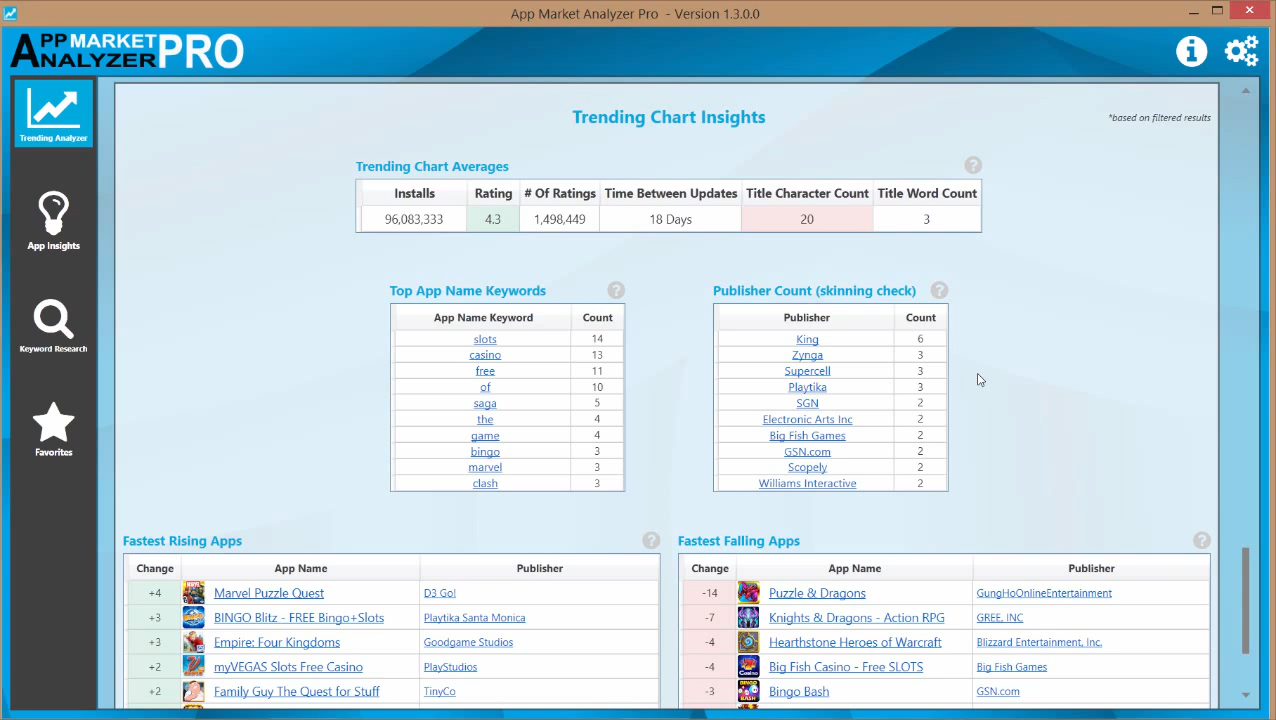 App Market Analyzer Pro - Version 1.3.0.0
APP MARKET ANALYZER PRO
Trending Analyzer
App Insights
Keyword Research
Favorites
Trending Chart Insights
*based on filtered results
Trending Chart Averages ?
Installs Rating # Of Ratings Time Between Updates Title Character Count Title Word Count
96,083,333 4.3 1,498,449 18 Days 20 3
Top App Name Keywords ?
App Name Keyword Count
slots 14
casino 13
free 11
of 10
saga 5
the 4
game 4
bingo 3
marvel 3
clash 3
Publisher Count (skinning check) ?
Publisher Count
King 6
Zynga 3
Supercell 3
Playtika 3
SGN 2
Electronic Arts Inc 2
Big Fish Games 2
GSN.com 2
Scopely 2
Williams Interactive 2
Fastest Rising Apps ?
Change App Name Publisher
+4 Marvel Puzzle Quest D3 Go!
+3 BINGO Blitz - FREE Bingo+Slots Playtika Santa Monica
+3 Empire: Four Kingdoms Goodgame Studios
+2 myVEGAS Slots Free Casino PlayStudios
+2 Family Guy The Quest for Stuff TinyCo
Fastest Falling Apps ?
Change App Name Publisher
-14 Puzzle & Dragons GungHoOnlineEntertainment
-7 Knights & Dragons - Action RPG GREE, INC
-4 Hearthstone Heroes of Warcraft Blizzard Entertainment, Inc.
-4 Big Fish Casino - Free SLOTS Big Fish Games
-3 Bingo Bash GSN.com